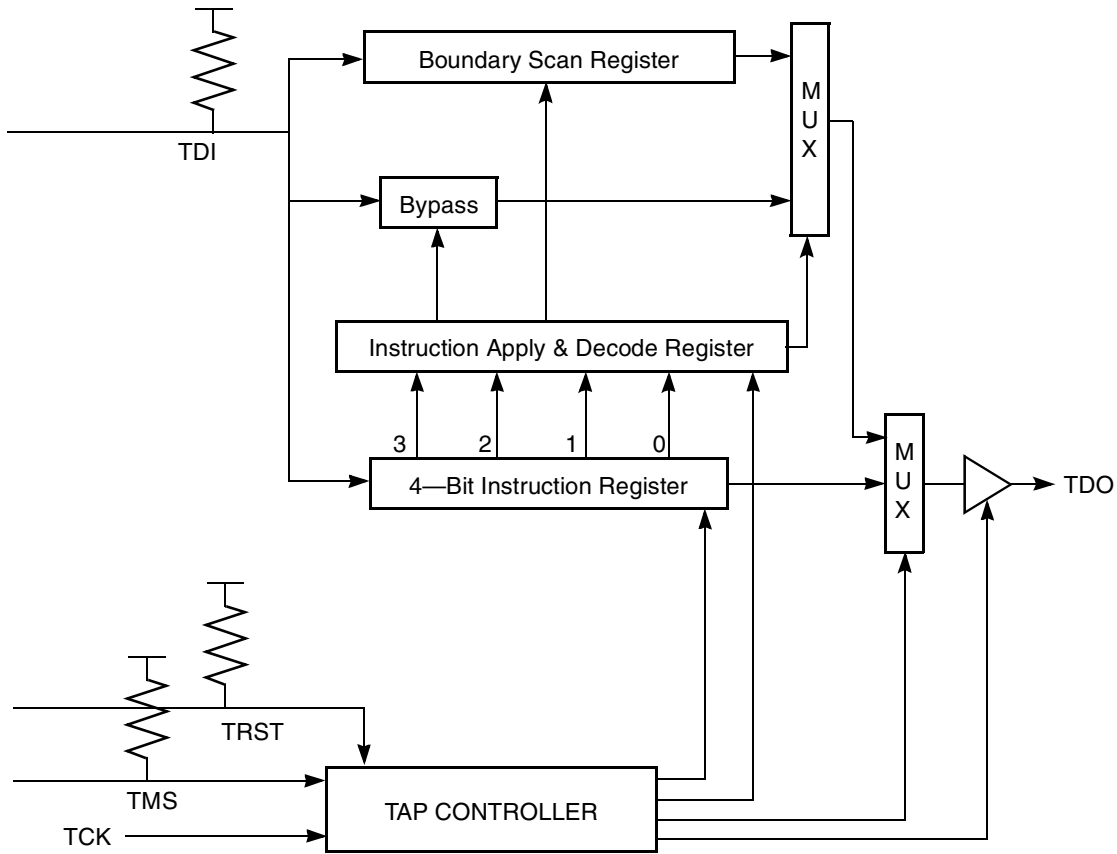 Boundary Scan Register
M
U
X
TDI
Bypass
Instruction Apply & Decode Register
3 2 1 0
4—Bit Instruction Register
M
U
X
TDO
TRST
TMS
TCK
TAP CONTROLLER